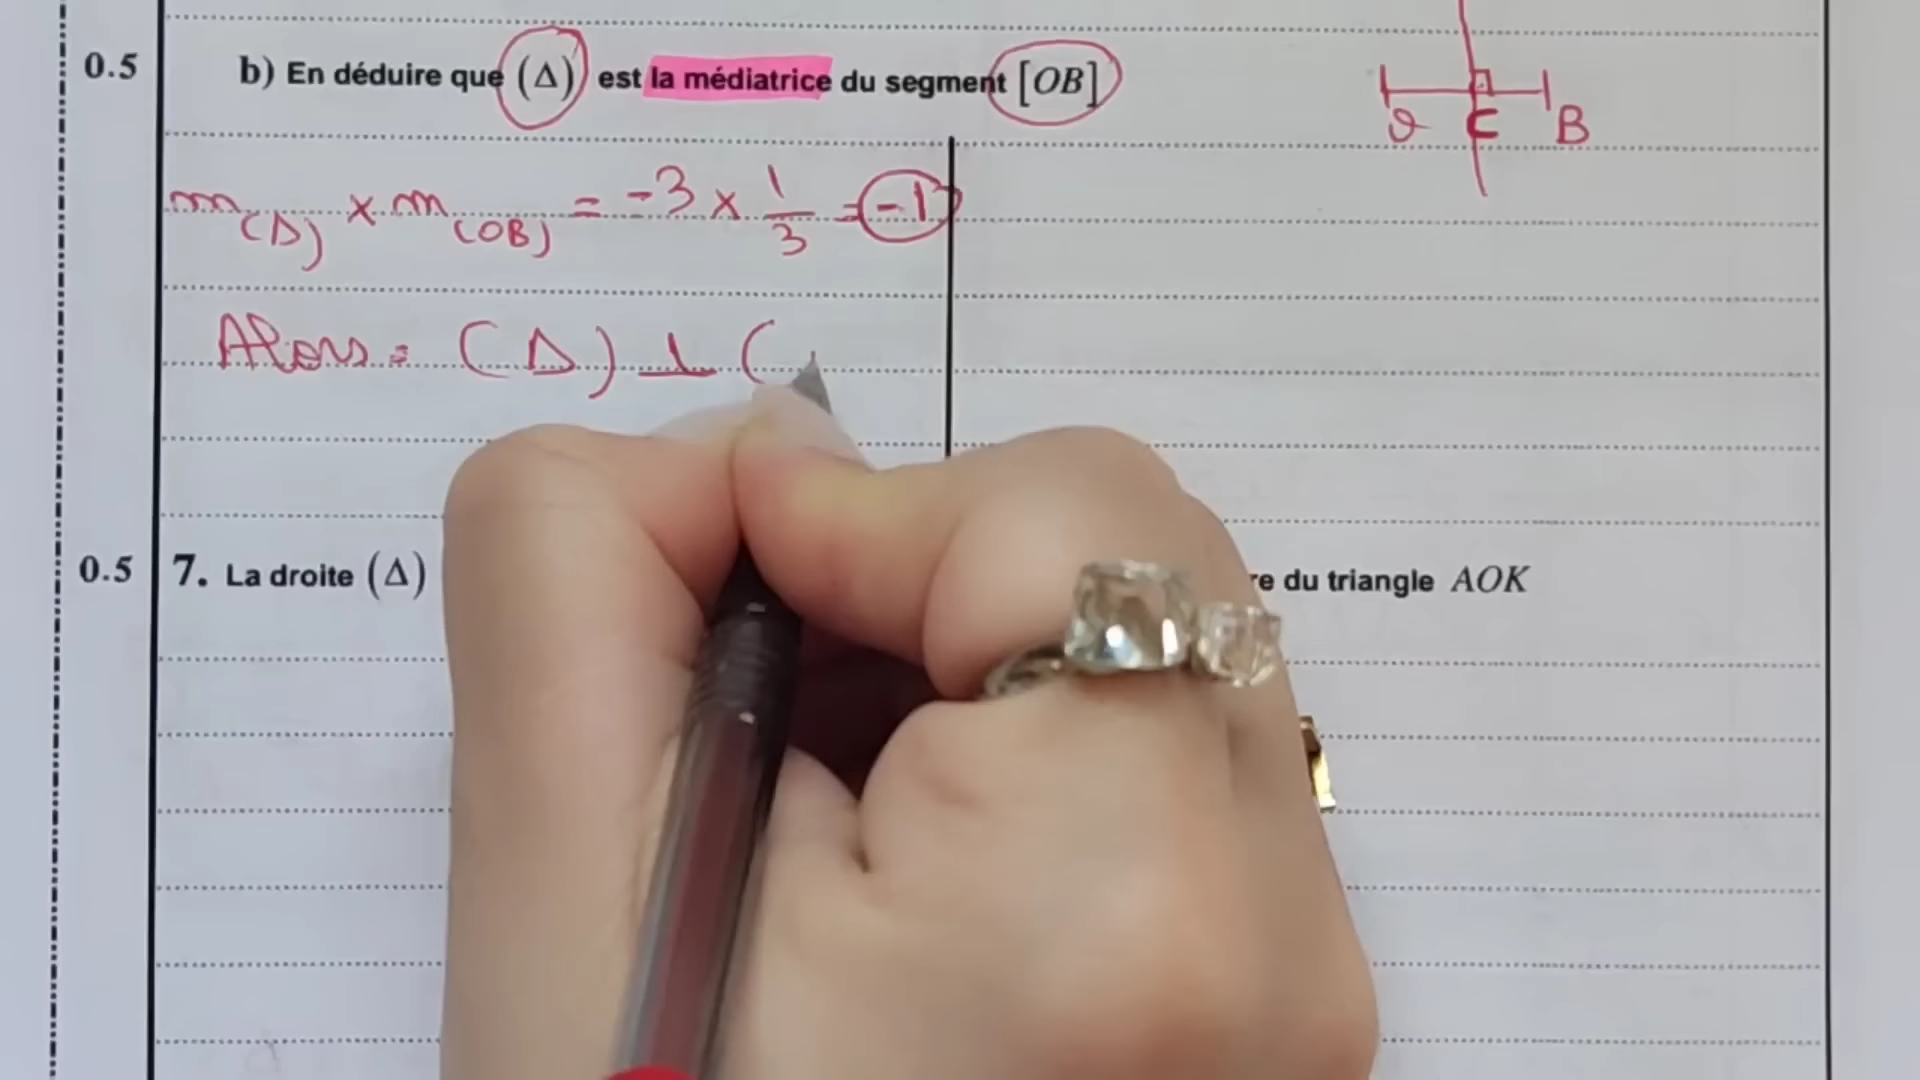 0.5 b) En déduire que (Δ) est la médiatrice du segment [OB]
O C B
m(Δ) × m(OB) = -3 × 1/3 = -1
Alors : (Δ) ⊥ (
0.5 7. La droite (Δ) re du triangle AOK